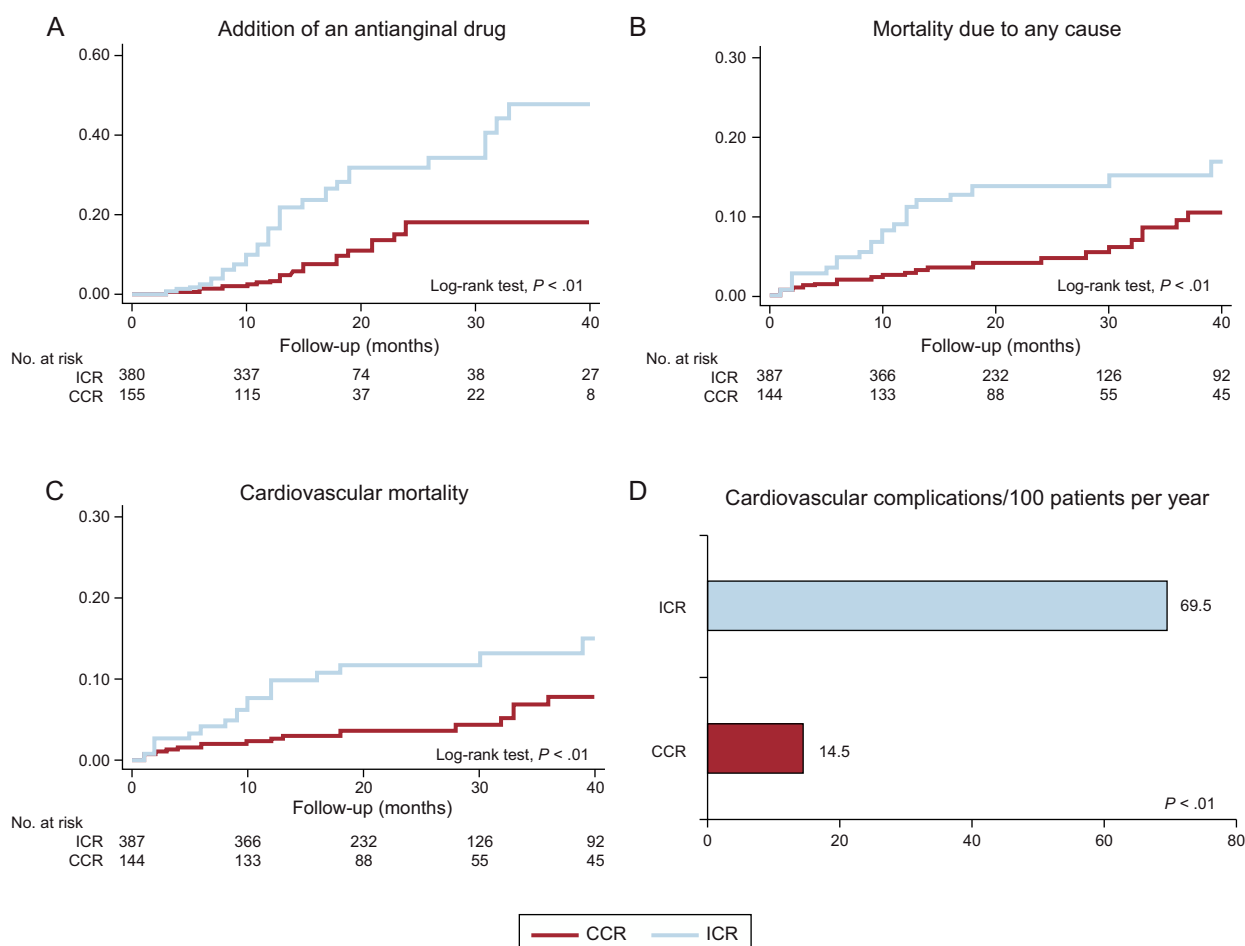 A
Addition of an antianginal drug
0.60
0.40
0.20
0.00
Log-rank test, P < .01
0 10 20 30 40
Follow-up (months)
No. at risk
ICR 380 337 74 38 27
CCR 155 115 37 22 8
B
Mortality due to any cause
0.30
0.20
0.10
0.00
Log-rank test, P < .01
0 10 20 30 40
Follow-up (months)
No. at risk
ICR 387 366 232 126 92
CCR 144 133 88 55 45
C
Cardiovascular mortality
0.30
0.20
0.10
0.00
Log-rank test, P < .01
0 10 20 30 40
Follow-up (months)
No. at risk
ICR 387 366 232 126 92
CCR 144 133 88 55 45
D
Cardiovascular complications/100 patients per year
ICR 69.5
CCR 14.5
P < .01
0 20 40 60 80
CCR ICR